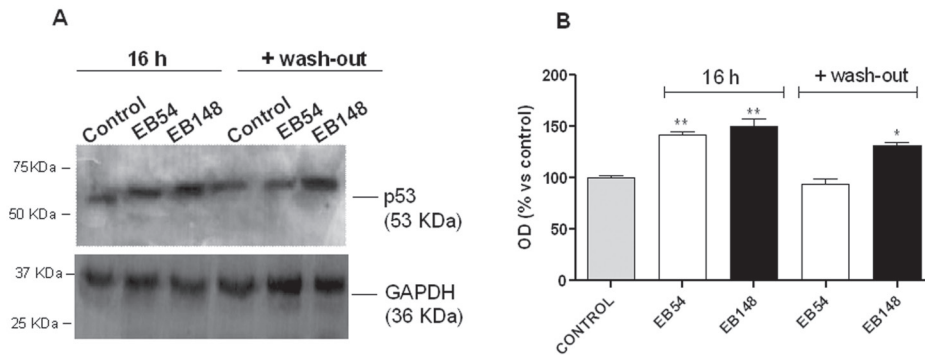 A
16 h
+ wash-out
Control
EB54
EB148
Control
EB54
EB148
75KDa
50 KDa
p53
(53 KDa)
37 KDa
25 KDa
GAPDH
(36 KDa)
B
16 h
+ wash-out
OD (% vs control)
200
150
100
50
0
**
**
*
CONTROL
EB54
EB148
EB54
EB148